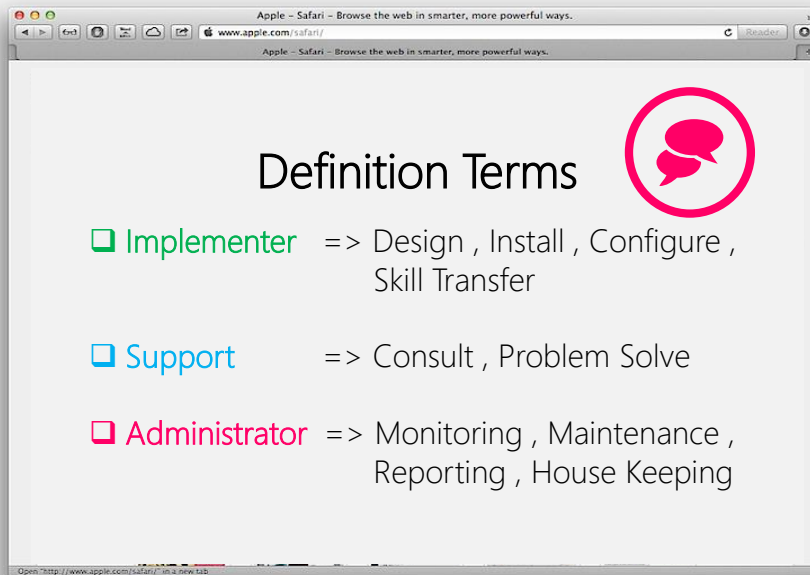 Apple – Safari – Browse the web in smarter, more powerful ways.
www.apple.com/safari/
Reader
Apple – Safari – Browse the web in smarter, more powerful ways.
Definition Terms
Implementer => Design , Install , Configure ,
Skill Transfer
Support => Consult , Problem Solve
Administrator => Monitoring , Maintenance ,
Reporting , House Keeping
Open "http://www.apple.com/safari/" in a new tab